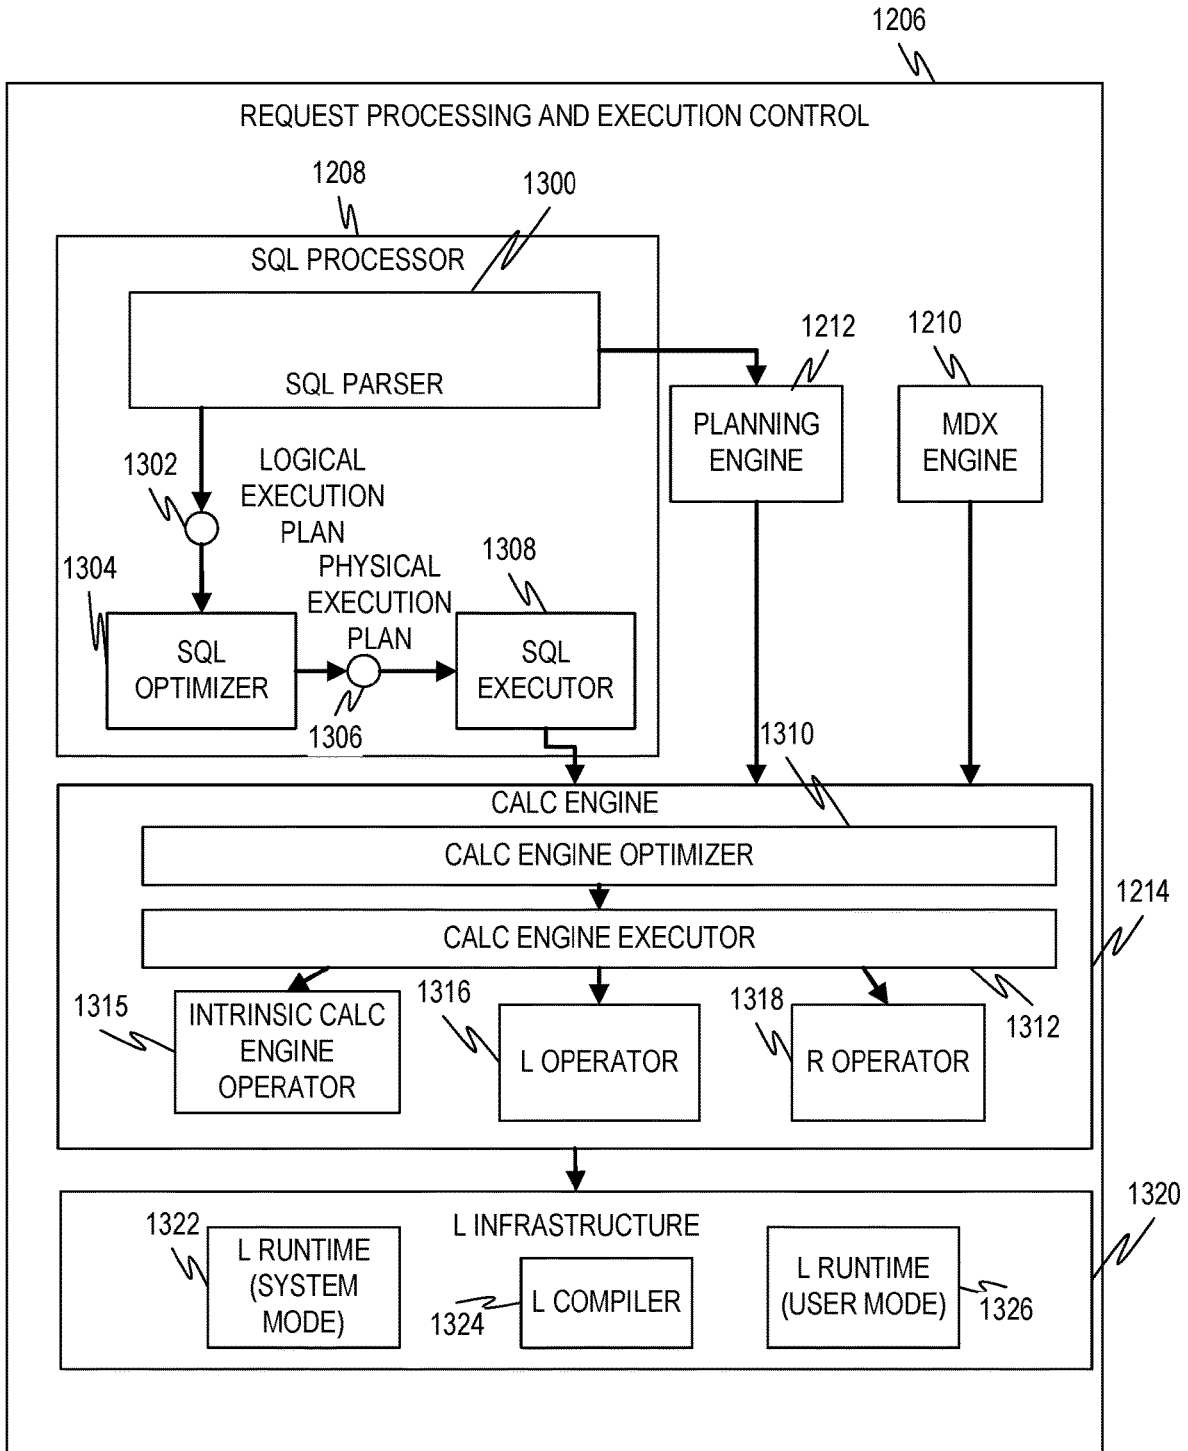 1206
REQUEST PROCESSING AND EXECUTION CONTROL
1208
1300
SQL PROCESSOR
SQL PARSER
1212
1210
PLANNING
ENGINE
MDX
ENGINE
1302
LOGICAL
EXECUTION
PLAN
1304
PHYSICAL
EXECUTION
PLAN
1308
SQL
OPTIMIZER
SQL
EXECUTOR
1306
1310
CALC ENGINE
CALC ENGINE OPTIMIZER
1214
CALC ENGINE EXECUTOR
1315
1316
1318
1312
INTRINSIC CALC
ENGINE
OPERATOR
L OPERATOR
R OPERATOR
1320
L INFRASTRUCTURE
1322
L RUNTIME
(SYSTEM
MODE)
1324
L COMPILER
L RUNTIME
(USER MODE)
1326